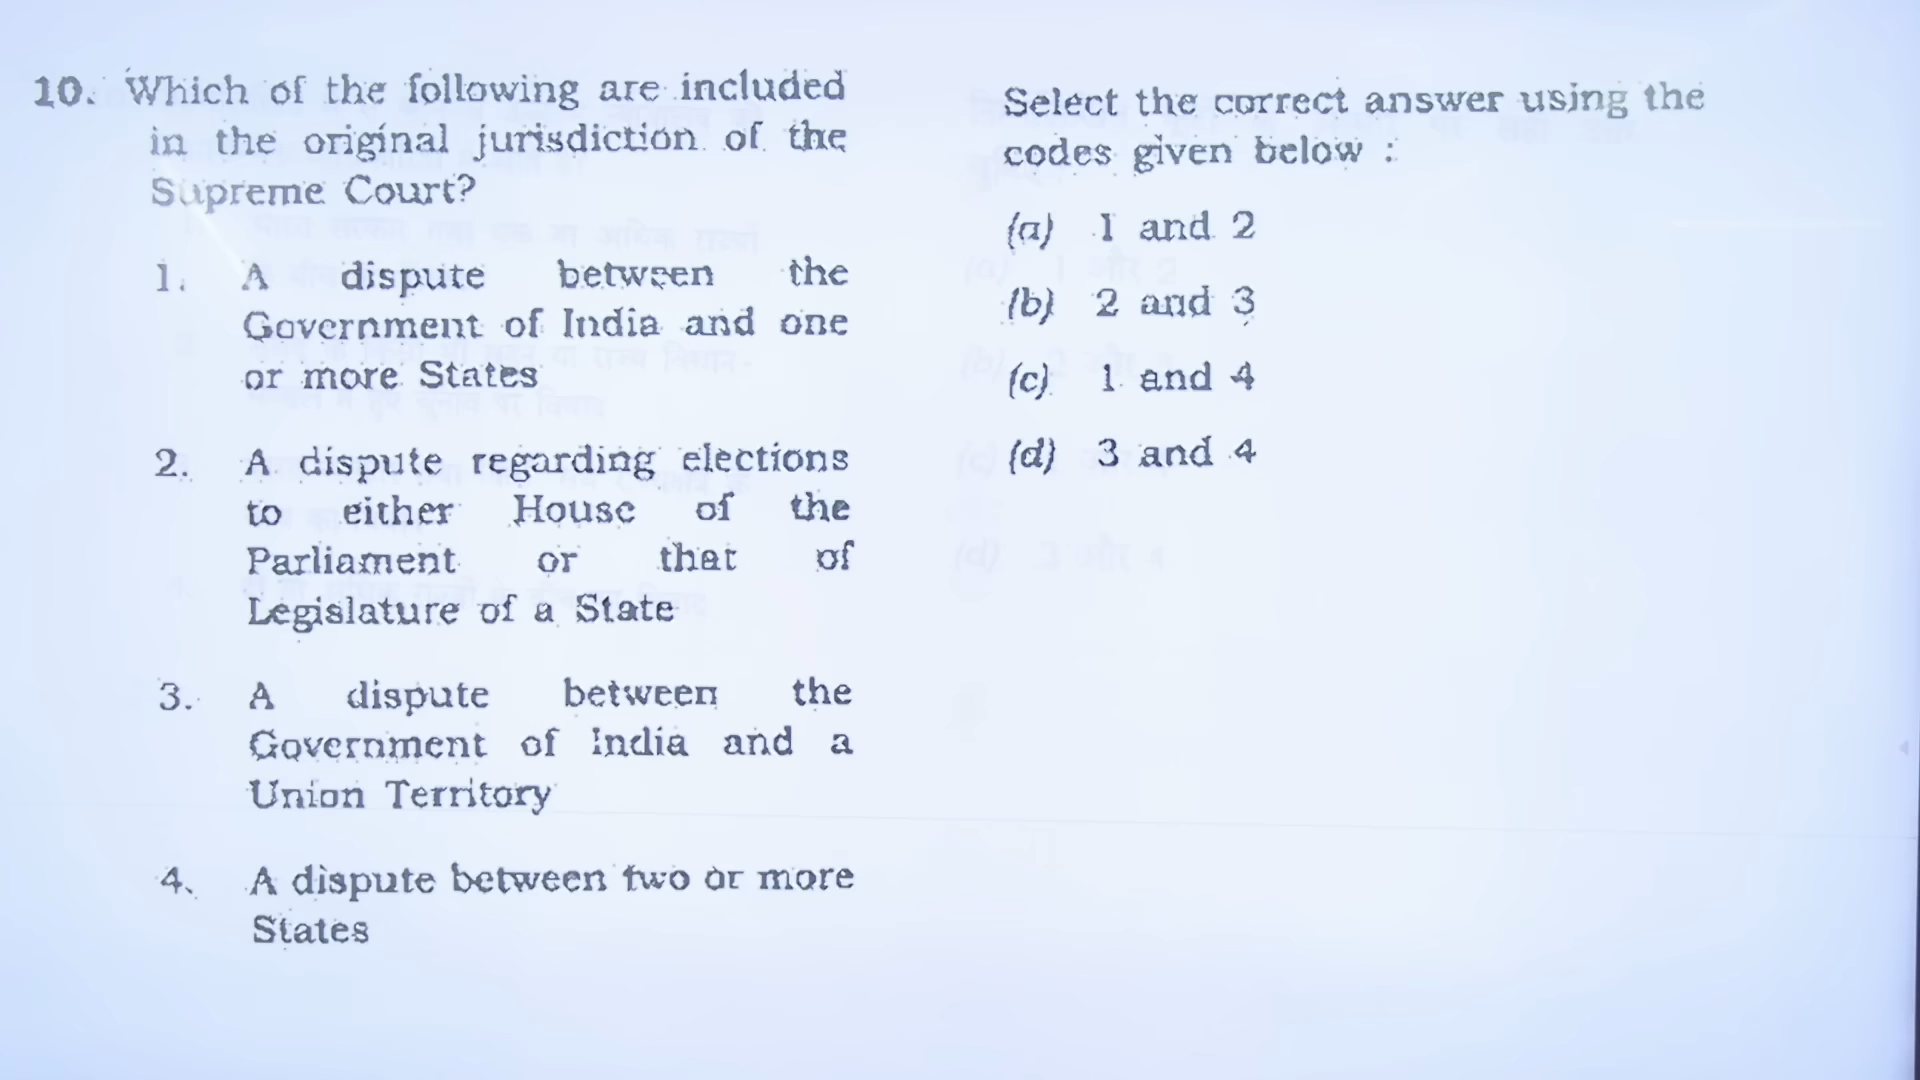 10. Which of the following are included
in the original jurisdiction of the
Supreme Court?
1. A dispute between the
Government of India and one
or more States
2. A dispute regarding elections
to either House of the
Parliament or that of
Legislature of a State
3. A dispute between the
Government of India and a
Union Territory
4. A dispute between two or more
States
Select the correct answer using the
codes given below :
(a) 1 and 2
(b) 2 and 3
(c) 1 and 4
(d) 3 and 4